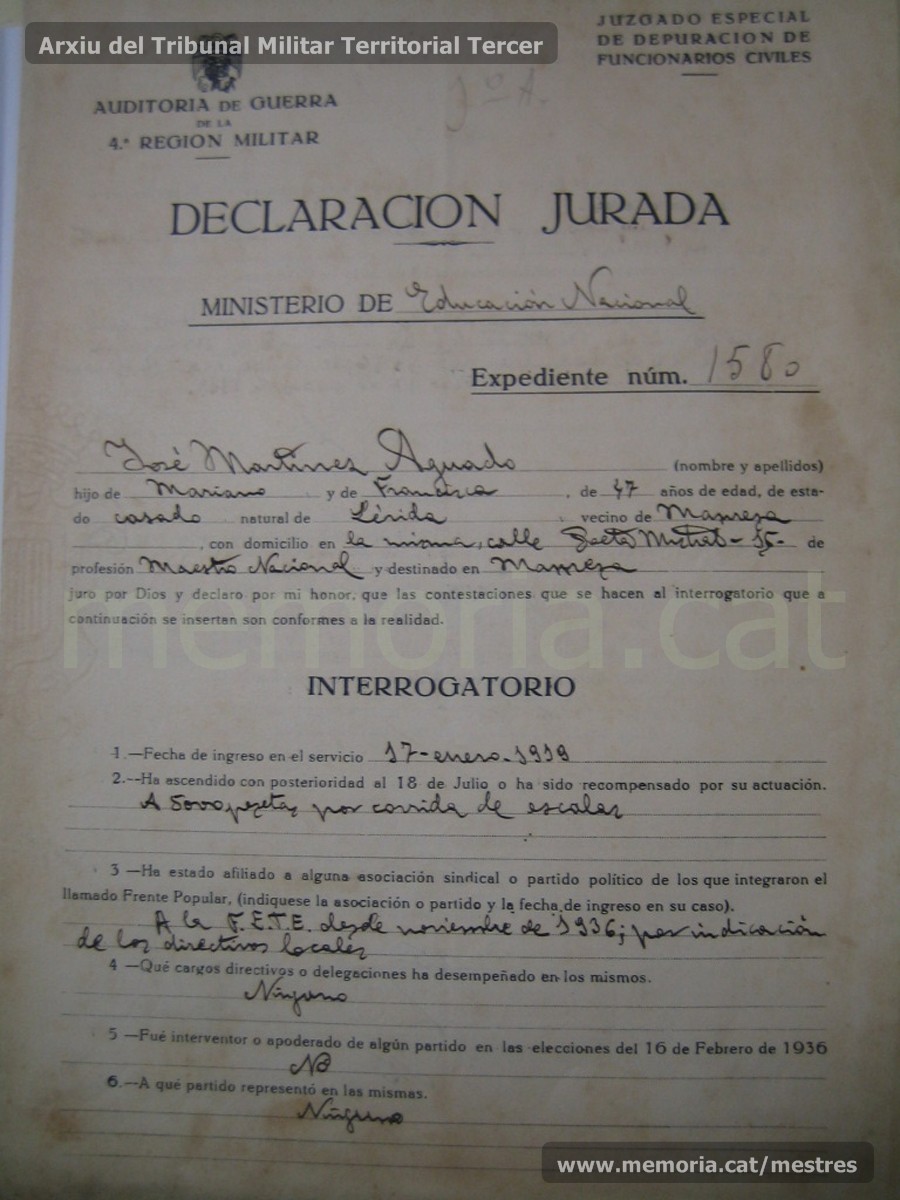 Arxiu del Tribunal Militar Territorial Tercer
JUZGADO ESPECIAL
DE DEPURACION DE
FUNCIONARIOS CIVILES
AUDITORIA DE GUERRA
DE LA
4.ª REGION MILITAR
DECLARACION JURADA
MINISTERIO DE Educación Nacional
Expediente núm. 1580
José Martínez Aguado (nombre y apellidos)
hijo de Mariano y de Francisca, de 47 años de edad, de esta-
do casado natural de Lérida vecino de Manresa
, con domicilio en la misma, calle Mistral de
profesión Maestro Nacional y destinado en Manresa
juro por Dios y declaro por mi honor, que las contestaciones que se hacen al interrogatorio que a
continuación se insertan son conformes a la realidad.
memoria.cat
INTERROGATORIO
1.—Fecha de ingreso en el servicio 17-enero-1919
2.--Ha ascendido con posterioridad al 18 de Julio o ha sido recompensado por su actuación.
A 5000 pesetas por corrida de escalas
3 —Ha estado afiliado a alguna asociación sindical o partido político de los que integraron el
llamado Frente Popular, (indíquese la asociación o partido y la fecha de ingreso en su caso).
A la F.E.T.E. desde noviembre de 1936; por indicación
de los directivos locales
4 —Qué cargos directivos o delegaciones ha desempeñado en los mismos.
Ninguno
5 —Fué interventor o apoderado de algún partido en las elecciones del 16 de Febrero de 1936
No
6.—A qué partido representó en las mismas.
Ninguno
www.memoria.cat/mestres